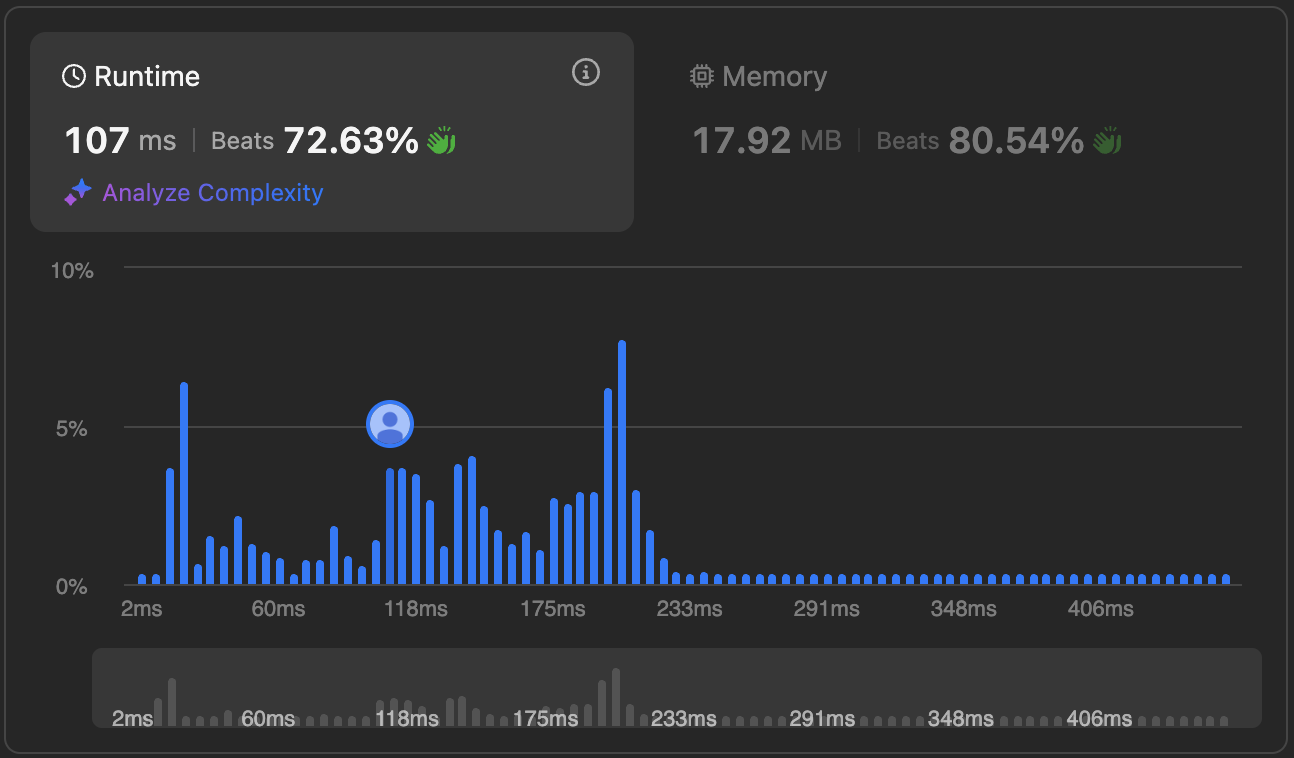 Runtime
107 ms | Beats 72.63%
Analyze Complexity
Memory
17.92 MB | Beats 80.54%
10%
5%
0%
2ms 60ms 118ms 175ms 233ms 291ms 348ms 406ms
2ms 60ms 118ms 175ms 233ms 291ms 348ms 406ms